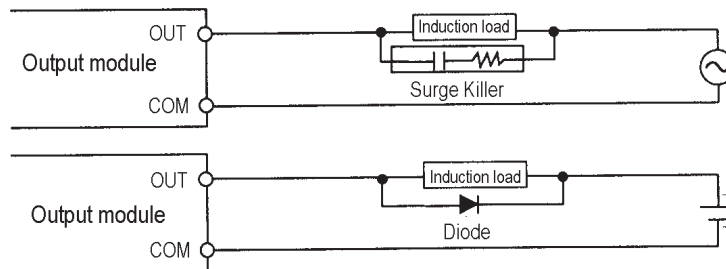 OUT
Induction load
Output module
Surge Killer
COM
OUT
Induction load
Output module
Diode
COM